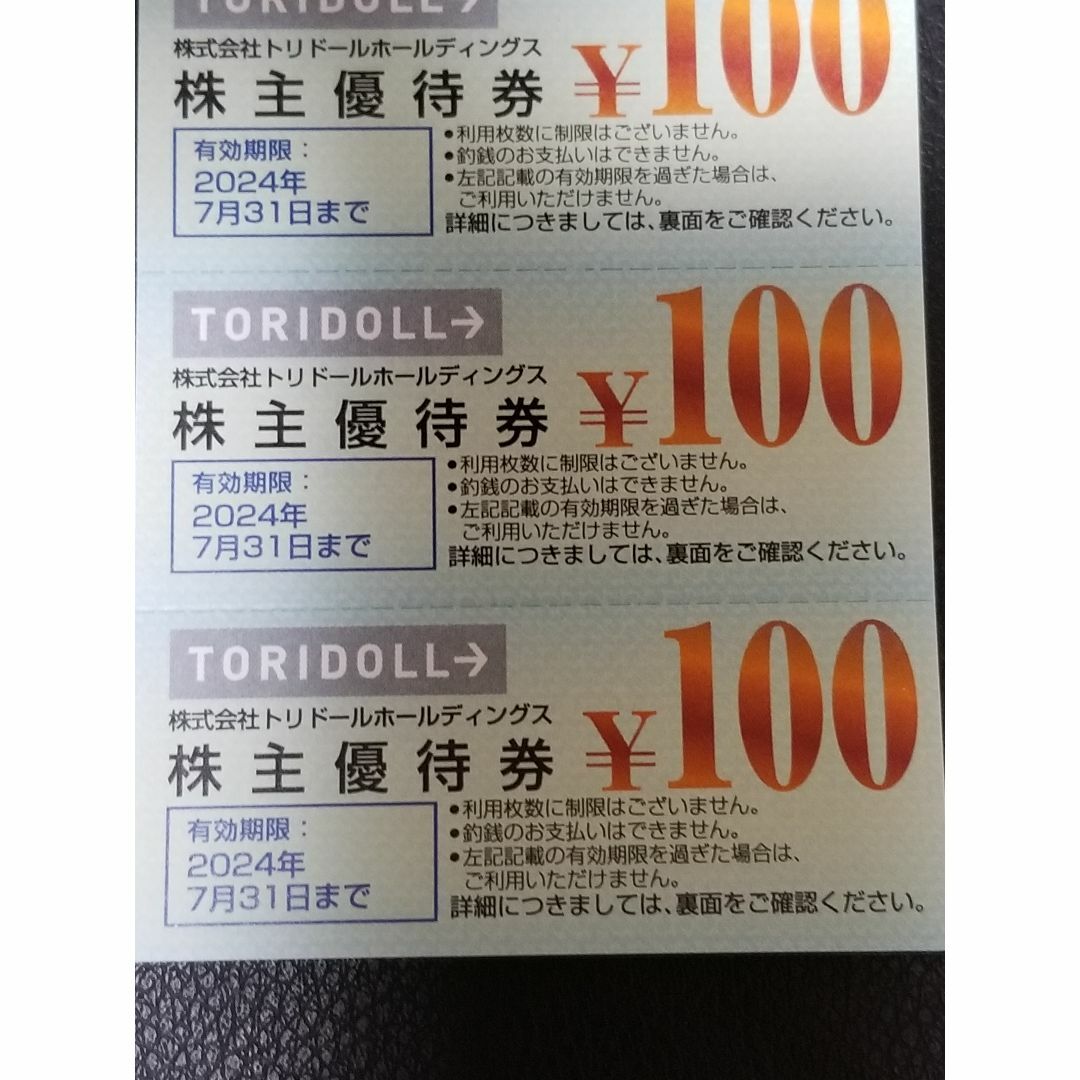 TORIDOLL→
株式会社トリドールホールディングス
株主優待券
¥100
有効期限：
2024年
7月31日まで
●利用枚数に制限はございません。
●釣銭のお支払いはできません。
●左記記載の有効期限を過ぎた場合は、
ご利用いただけません。
詳細につきましては、裏面をご確認ください。
TORIDOLL→
株式会社トリドールホールディングス
株主優待券
¥100
有効期限：
2024年
7月31日まで
●利用枚数に制限はございません。
●釣銭のお支払いはできません。
●左記記載の有効期限を過ぎた場合は、
ご利用いただけません。
詳細につきましては、裏面をご確認ください。
TORIDOLL→
株式会社トリドールホールディングス
株主優待券
¥100
有効期限：
2024年
7月31日まで
●利用枚数に制限はございません。
●釣銭のお支払いはできません。
●左記記載の有効期限を過ぎた場合は、
ご利用いただけません。
詳細につきましては、裏面をご確認ください。